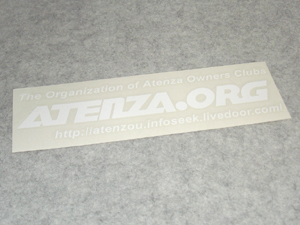 The Organization of Atenza Owners Clubs
ATENZA.ORG
http://atenzou.infoseek.livedoor.com